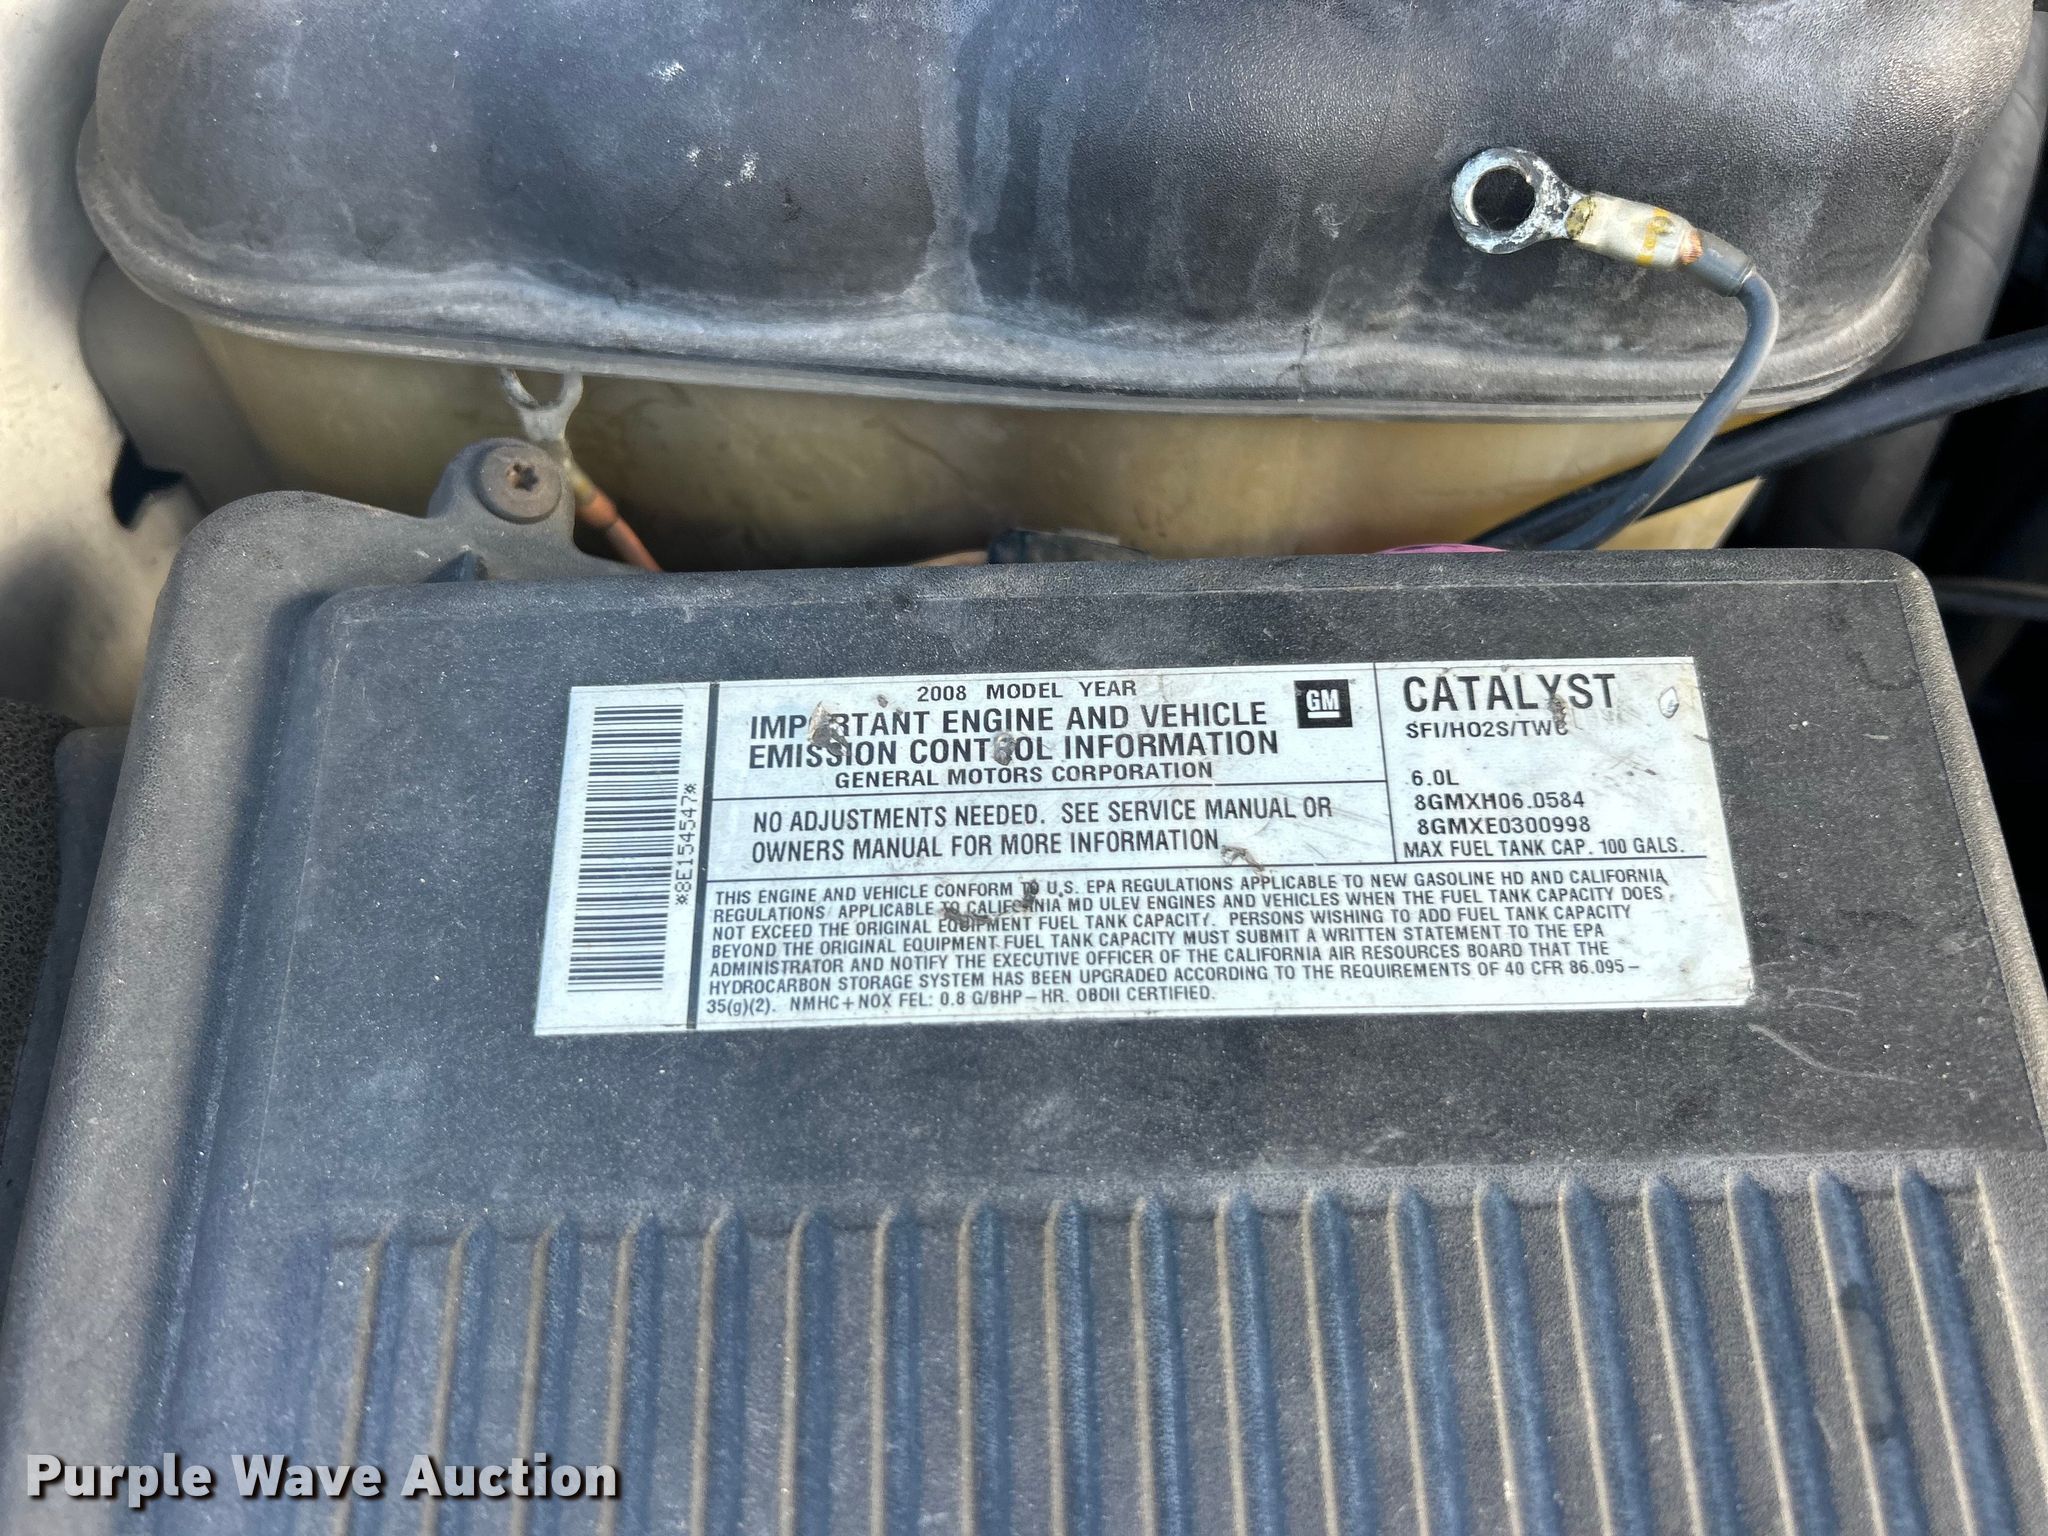 2008 MODEL YEAR
IMPORTANT ENGINE AND VEHICLE
EMISSION CONTROL INFORMATION
GENERAL MOTORS CORPORATION
GM
NO ADJUSTMENTS NEEDED. SEE SERVICE MANUAL OR
OWNERS MANUAL FOR MORE INFORMATION.
CATALYST
SFI/HO2S/TWC
6.0L
8GMXH06.0584
8GMXE0300998
MAX FUEL TANK CAP. 100 GALS.
THIS ENGINE AND VEHICLE CONFORM TO U.S. EPA REGULATIONS APPLICABLE TO NEW GASOLINE HD AND CALIFORNIA
REGULATIONS APPLICABLE TO CALIFORNIA MD ULEV ENGINES AND VEHICLES WHEN THE FUEL TANK CAPACITY DOES
NOT EXCEED THE ORIGINAL EQUIPMENT FUEL TANK CAPACITY. PERSONS WISHING TO ADD FUEL TANK CAPACITY
BEYOND THE ORIGINAL EQUIPMENT FUEL TANK CAPACITY MUST SUBMIT A WRITTEN STATEMENT TO THE EPA
ADMINISTRATOR AND NOTIFY THE EXECUTIVE OFFICER OF THE CALIFORNIA AIR RESOURCES BOARD THAT THE
HYDROCARBON STORAGE SYSTEM HAS BEEN UPGRADED ACCORDING TO THE REQUIREMENTS OF 40 CFR 86.095-
35(g)(2). NMHC+NOX FEL: 0.8 G/BHP-HR. OBDII CERTIFIED.
*8E154547*
Purple Wave Auction